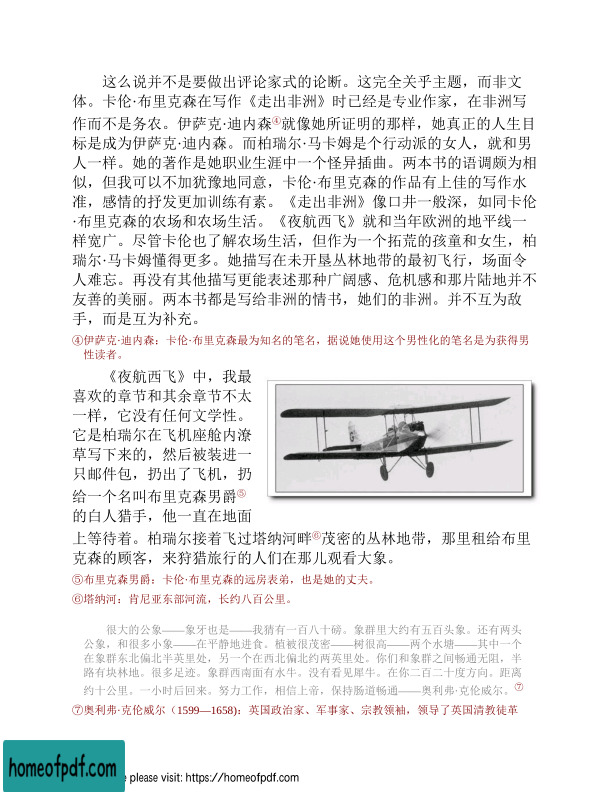 这么说并不是要做出评论家式的论断。这完全关乎主题，而非文
体。卡伦·布里克森在写作《走出非洲》时已经是专业作家，在非洲写
作而不是务农。伊萨克·迪内森④就像她所证明的那样，她真正的人生目
标是成为伊萨克·迪内森。而柏瑞尔·马卡姆是个行动派的女人，就和男
人一样。她的著作是她职业生涯中一个怪异插曲。两本书的语调颇为相
似，但我可以不加犹豫地同意，卡伦·布里克森的作品有上佳的写作水
准，感情的抒发更加训练有素。《走出非洲》像口井一般深，如同卡伦
·布里克森的农场和农场生活。《夜航西飞》就和当年欧洲的地平线一
样宽广。尽管卡伦也了解农场生活，但作为一个拓荒的孩童和女生，柏
瑞尔·马卡姆懂得更多。她描写在未开垦丛林地带的最初飞行，场面令
人难忘。再没有其他描写更能表述那种广阔感、危机感和那片陆地并不
友善的美丽。两本书都是写给非洲的情书，她们的非洲。并不互为敌
手，而是互为补充。
④伊萨克·迪内森：卡伦·布里克森最为知名的笔名，据说她使用这个男性化的笔名是为获得男
性读者。
《夜航西飞》中，我最
喜欢的章节和其余章节不太
一样，它没有任何文学性。
它是柏瑞尔在飞机座舱内潦
草写下来的，然后被装进一
只邮件包，扔出了飞机，扔
给一个名叫布里克森男爵⑤
的白人猎手，他一直在地面
上等待着。柏瑞尔接着飞过塔纳河畔⑥茂密的丛林地带，那里租给布里
克森的顾客，来狩猎旅行的人们在那儿观看大象。
⑤布里克森男爵：卡伦·布里克森的远房表弟，也是她的丈夫。
⑥塔纳河：肯尼亚东部河流，长约八百公里。
很大的公象——象牙也是——我猜有一百八十磅。象群里大约有五百头象。还有两头
公象，和很多小象——在平静地进食。植被很茂密——树很高——两个水塘——其中一个
在象群东北偏北半英里处，另一个在西北偏北约两英里处。你们和象群之间畅通无阻，半
路有块林地。很多足迹。象群西南面有水牛。没有看见犀牛。在你二百二十度方向。距离
约十公里。一小时后回来。努力工作，相信上帝，保持肠道畅通——奥利弗·克伦威尔。⑦
⑦奥利弗·克伦威尔（1599—1658)：英国政治家、军事家、宗教领袖，领导了英国清教徒革
homeofpdf.com
e please visit: https://homeofpdf.com